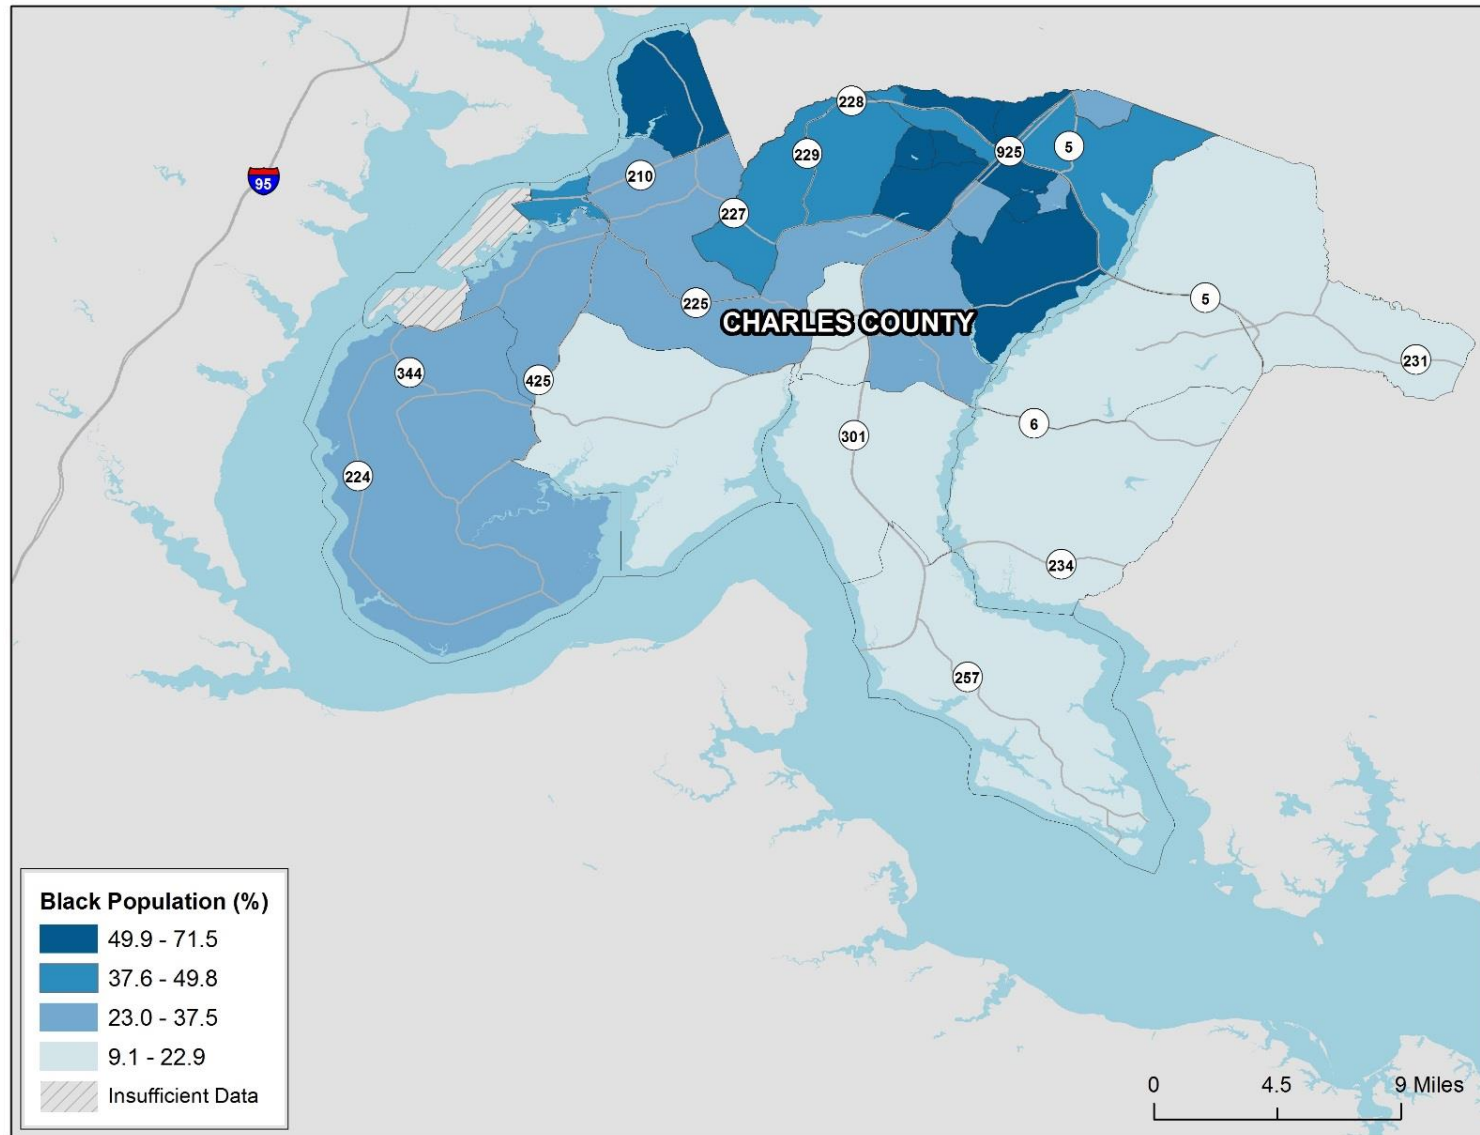 228
925
5
229
95
210
227
225
5
CHARLES COUNTY
231
344
425
6
301
224
234
257
Black Population (%)
49.9 - 71.5
37.6 - 49.8
23.0 - 37.5
9.1 - 22.9
Insufficient Data
0 4.5 9 Miles